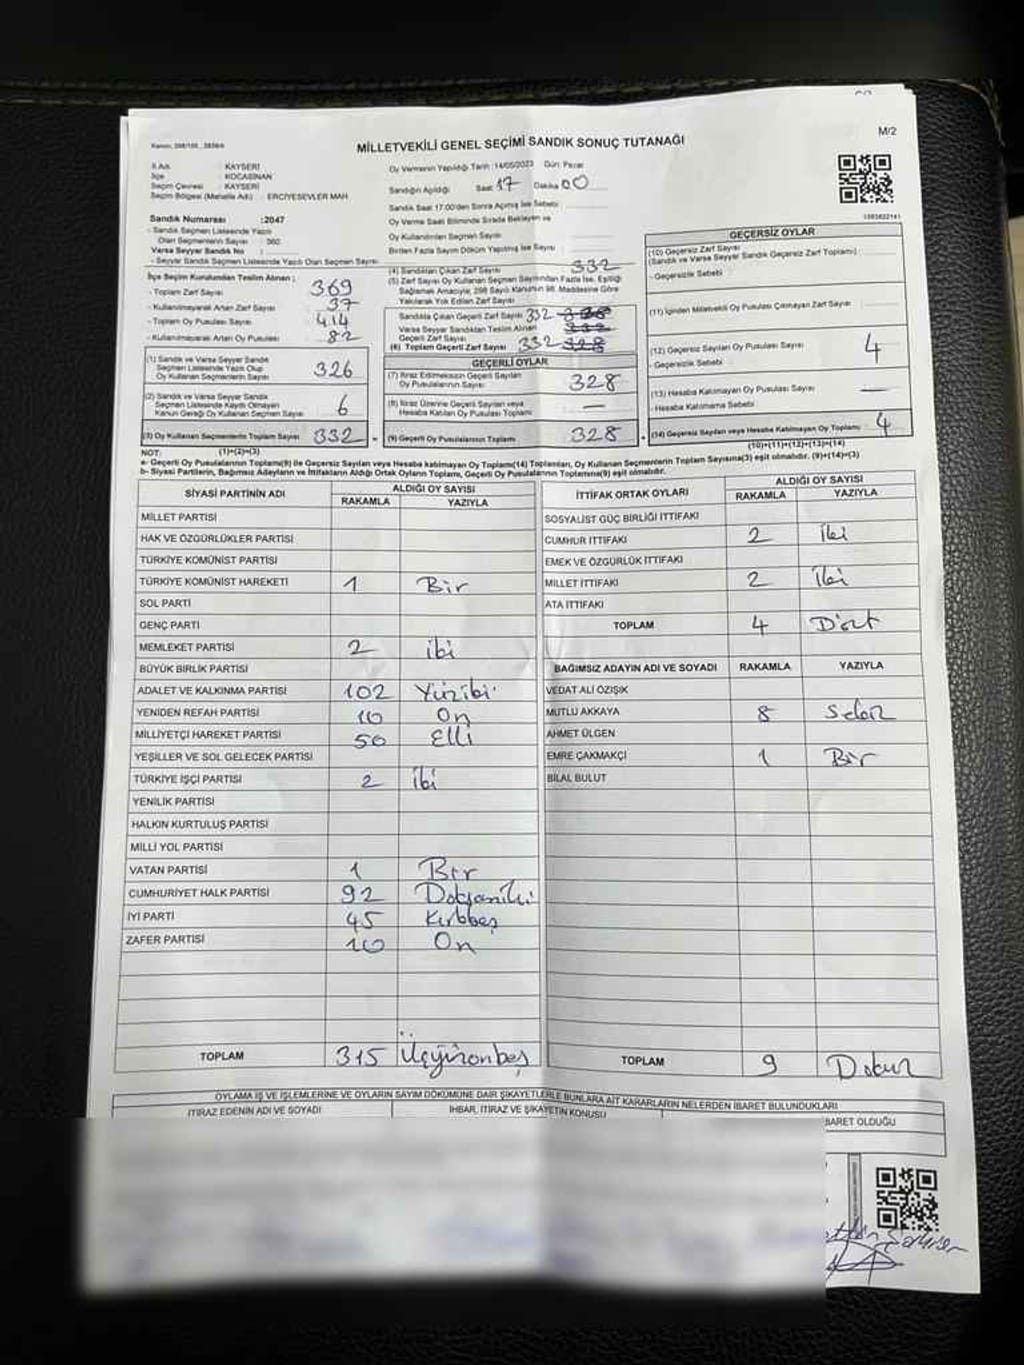 M/2
MİLLETVEKİLİ GENEL SEÇİMİ SANDIK SONUÇ TUTANAĞI
İl Adı : KAYSERİ
İlçe : KOCASİNAN
Seçim Çevresi : KAYSERİ
Seçim Bölgesi (Mahalle Adı) : ERCİYESEVLER MAH
Sandık Numarası :2047
- Sandık Seçmen Listesinde Yazılı
Olan Seçmenlerin Sayısı : 360
Varsa Seyyar Sandık No :
- Seyyar Sandık Seçmen Listesinde Yazılı Olan Seçmen Sayısı
Oy Vermenin Yapıldığı Tarih :14/05/2023 Gün: Pazar
Sandığın Açıldığı Saat 17 Dakika 00
Sandık Saat 17.00'den Sonra Açılmış İse Sebebi
Oy Verme Saati Bitiminde Sırada Bekleyen ve
Oy Kullandırılan Seçmen Sayısı
Birden Fazla Sayım Döküm Yapılmış İse Sayısı
1593822141
İlçe Seçim Kurulundan Teslim Alınan :
- Toplam Zarf Sayısı 369
- Kullanılmayarak Artan Zarf Sayısı 37
- Toplam Oy Pusulası Sayısı 414
- Kullanılmayarak Artan Oy Pusulası 82
(1) Sandık ve Varsa Seyyar Sandık
Seçmen Listesinde Yazılı Olup
Oy Kullanan Seçmenlerin Sayısı 326
(2) Sandık ve Varsa Seyyar Sandık
Seçmen Listesinde Kaydı Olmayan
Kanun Gereği Oy Kullanan Seçmen Sayısı 6
(3) Oy Kullanan Seçmenlerin Toplam Sayısı 332
(1)+(2)=(3)
(4) Sandıktan Çıkan Zarf Sayısı 332
(5) Zarf Sayısı Oy Kullanan Seçmen Sayısından Fazla İse, Eşitliği
Sağlamak Amacıyla, 298 Sayılı Kanunun 98. Maddesine Göre
Yakılarak Yok Edilen Zarf Sayısı
Sandıkta Çıkan Geçerli Zarf Sayısı 332 328
Varsa Seyyar Sandıktan Teslim Alınan
Geçerli Zarf Sayısı 332
(6) Toplam Geçerli Zarf Sayısı 332 328
GEÇERLİ OYLAR
(7) İtiraz Edilmeksizin Geçerli Sayılan
Oy Pusulalarının Sayısı 328
(8) İtiraz Üzerine Geçerli Sayılan veya
Hesaba Katılan Oy Pusulası Toplamı —
(9) Geçerli Oy Pusulalarının Toplamı 328
GEÇERSİZ OYLAR
(10) Geçersiz Zarf Sayısı
(Sandık ve Varsa Seyyar Sandık Geçersiz Zarf Toplamı)
- Geçersizlik Sebebi
(11) İçinden Milletvekili Oy Pusulası Çıkmayan Zarf Sayısı
(12) Geçersiz Sayılan Oy Pusulası Sayısı 4
- Geçersizlik Sebebi
(13) Hesaba Katılmayan Oy Pusulası Sayısı —
- Hesaba Katılmama Sebebi
(14) Geçersiz Sayılan veya Hesaba Katılmayan Oy Toplamı 4
(10)+(11)+(12)+(13)=(14)
NOT:
a- Geçerli Oy Pusulalarının Toplamı(9) ile Geçersiz Sayılan veya Hesaba katılmayan Oy Toplamı(14) Toplamları, Oy Kullanan Seçmenlerin Toplam Sayısına(3) eşit olmalıdır. (9)+(14)=(3)
b- Siyasi Partilerin, Bağımsız Adayların ve İttifakların Aldığı Oy Ortak Oyların Toplamı, Geçerli Oy Pusulalarının Toplamına(9) eşit olmalıdır.
SİYASİ PARTİNİN ADI ALDIĞI OY SAYISI
RAKAMLA YAZIYLA
MİLLET PARTİSİ
HAK VE ÖZGÜRLÜKLER PARTİSİ
TÜRKİYE KOMÜNİST PARTİSİ
TÜRKİYE KOMÜNİST HAREKETİ 1 Bir
SOL PARTİ
GENÇ PARTİ
MEMLEKET PARTİSİ 2 iki
BÜYÜK BİRLİK PARTİSİ
ADALET VE KALKINMA PARTİSİ 102 Yüziki
YENİDEN REFAH PARTİSİ 10 On
MİLLİYETÇİ HAREKET PARTİSİ 50 Elli
YEŞİLLER VE SOL GELECEK PARTİSİ
TÜRKİYE İŞÇİ PARTİSİ 2 iki
YENİLİK PARTİSİ
HALKIN KURTULUŞ PARTİSİ
MİLLİ YOL PARTİSİ
VATAN PARTİSİ 1 Bir
CUMHURİYET HALK PARTİSİ 92 Doksaniki
İYİ PARTİ 45 Kırkbeş
ZAFER PARTİSİ 10 On
TOPLAM 315 Üçyüzonbeş
İTTİFAK ORTAK OYLARI ALDIĞI OY SAYISI
RAKAMLA YAZIYLA
SOSYALİST GÜÇ BİRLİĞİ İTTİFAKI
CUMHUR İTTİFAKI 2 İki
EMEK VE ÖZGÜRLÜK İTTİFAKI
MİLLET İTTİFAKI 2 İki
ATA İTTİFAKI
TOPLAM 4 Dört
BAĞIMSIZ ADAYIN ADI VE SOYADI RAKAMLA YAZIYLA
VEDAT ALİ ÖZIŞIK
MUTLU AKKAYA 8 Sekiz
AHMET ÜLGEN
EMRE ÇAKMAKÇI 1 Bir
BİLAL BULUT
TOPLAM 9 Dokuz
OYLAMA İŞ VE İŞLEMLERİNE VE OYLARIN SAYIM DÖKÜMÜNE DAİR ŞİKAYETLERLE BUNLARA AİT KARARLARIN NELERDEN İBARET BULUNDUKLARI
İTİRAZ EDENİN ADI VE SOYADI İHBAR, İTİRAZ VE ŞİKAYETİN KONUSU BARET OLDUĞU